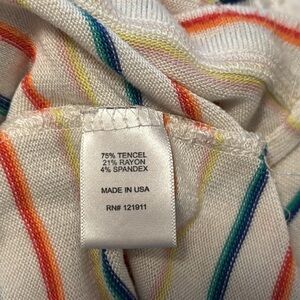 75% TENCEL
21% RAYON
4% SPANDEX
MADE IN USA
RN# 121911